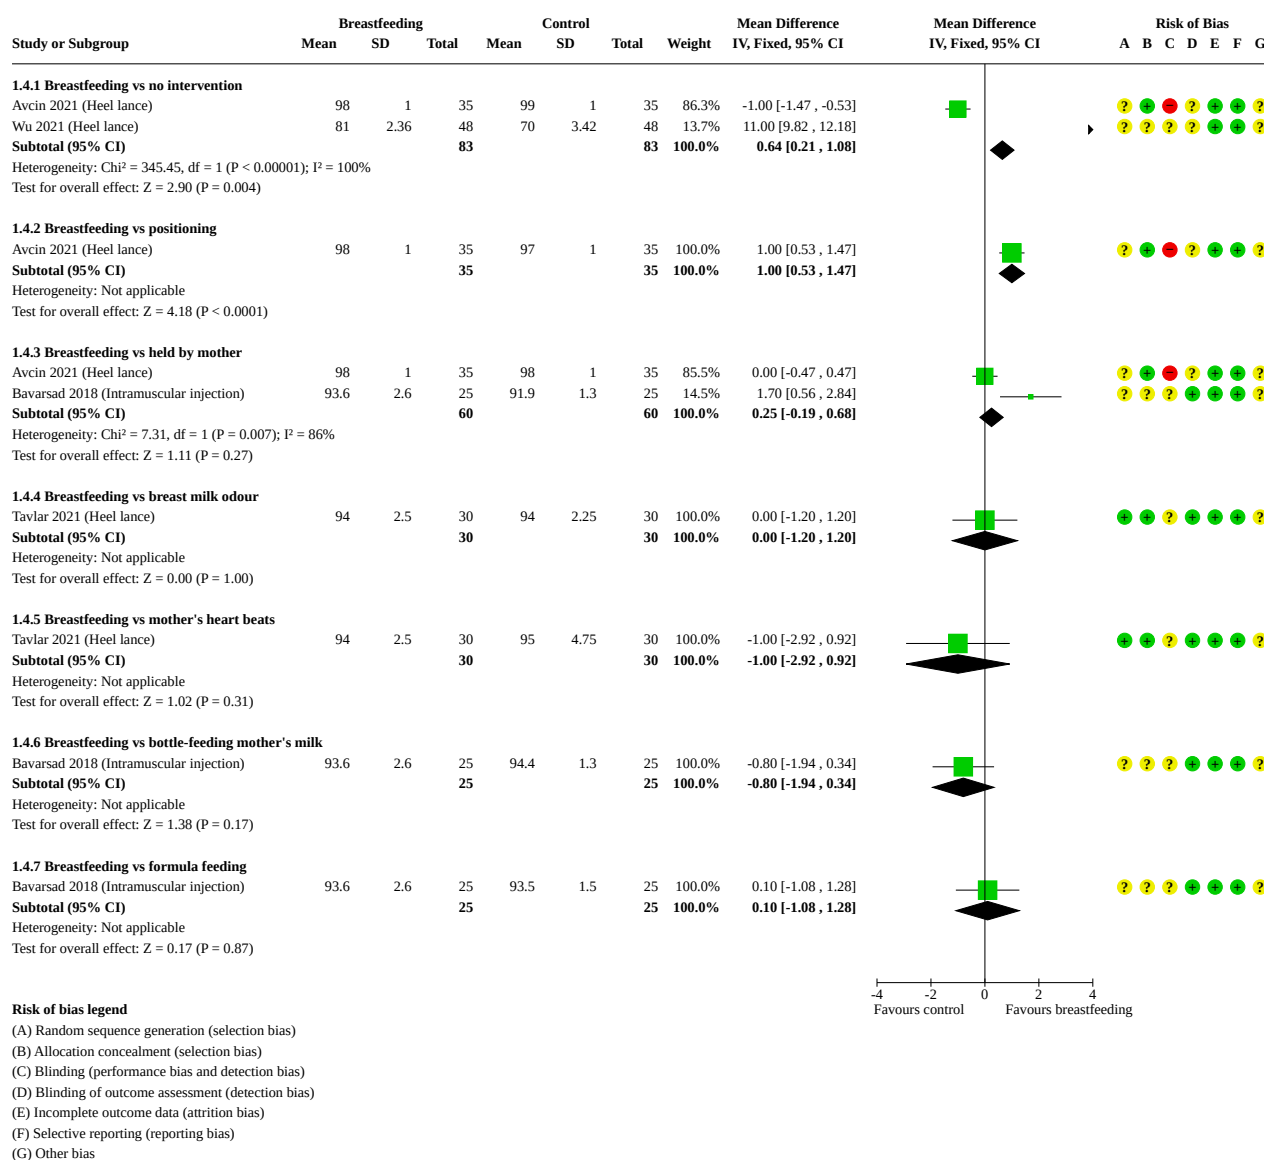 Breastfeeding Control Mean Difference Mean Difference Risk of Bias
Study or Subgroup Mean SD Total Mean SD Total Weight IV, Fixed, 95% CI IV, Fixed, 95% CI A B C D E F G
1.4.1 Breastfeeding vs no intervention
Avcin 2021 (Heel lance) 98 1 35 99 1 35 86.3% -1.00 [-1.47 , -0.53] ? + − ? + + ?
Wu 2021 (Heel lance) 81 2.36 48 70 3.42 48 13.7% 11.00 [9.82 , 12.18] ? ? ? ? + + ?
Subtotal (95% CI) 83 83 100.0% 0.64 [0.21 , 1.08]
Heterogeneity: Chi² = 345.45, df = 1 (P < 0.00001); I² = 100%
Test for overall effect: Z = 2.90 (P = 0.004)
1.4.2 Breastfeeding vs positioning
Avcin 2021 (Heel lance) 98 1 35 97 1 35 100.0% 1.00 [0.53 , 1.47] ? + − ? + + ?
Subtotal (95% CI) 35 35 100.0% 1.00 [0.53 , 1.47]
Heterogeneity: Not applicable
Test for overall effect: Z = 4.18 (P < 0.0001)
1.4.3 Breastfeeding vs held by mother
Avcin 2021 (Heel lance) 98 1 35 98 1 35 85.5% 0.00 [-0.47 , 0.47] ? + − ? + + ?
Bavarsad 2018 (Intramuscular injection) 93.6 2.6 25 91.9 1.3 25 14.5% 1.70 [0.56 , 2.84] ? ? ? + + + ?
Subtotal (95% CI) 60 60 100.0% 0.25 [-0.19 , 0.68]
Heterogeneity: Chi² = 7.31, df = 1 (P = 0.007); I² = 86%
Test for overall effect: Z = 1.11 (P = 0.27)
1.4.4 Breastfeeding vs breast milk odour
Tavlar 2021 (Heel lance) 94 2.5 30 94 2.25 30 100.0% 0.00 [-1.20 , 1.20] + + ? + + + ?
Subtotal (95% CI) 30 30 100.0% 0.00 [-1.20 , 1.20]
Heterogeneity: Not applicable
Test for overall effect: Z = 0.00 (P = 1.00)
1.4.5 Breastfeeding vs mother's heart beats
Tavlar 2021 (Heel lance) 94 2.5 30 95 4.75 30 100.0% -1.00 [-2.92 , 0.92] + + ? + + + ?
Subtotal (95% CI) 30 30 100.0% -1.00 [-2.92 , 0.92]
Heterogeneity: Not applicable
Test for overall effect: Z = 1.02 (P = 0.31)
1.4.6 Breastfeeding vs bottle-feeding mother's milk
Bavarsad 2018 (Intramuscular injection) 93.6 2.6 25 94.4 1.3 25 100.0% -0.80 [-1.94 , 0.34] ? ? ? + + + ?
Subtotal (95% CI) 25 25 100.0% -0.80 [-1.94 , 0.34]
Heterogeneity: Not applicable
Test for overall effect: Z = 1.38 (P = 0.17)
1.4.7 Breastfeeding vs formula feeding
Bavarsad 2018 (Intramuscular injection) 93.6 2.6 25 93.5 1.5 25 100.0% 0.10 [-1.08 , 1.28] ? ? ? + + + ?
Subtotal (95% CI) 25 25 100.0% 0.10 [-1.08 , 1.28]
Heterogeneity: Not applicable
Test for overall effect: Z = 0.17 (P = 0.87)
-4 -2 0 2 4
Favours control Favours breastfeeding
Risk of bias legend
(A) Random sequence generation (selection bias)
(B) Allocation concealment (selection bias)
(C) Blinding (performance bias and detection bias)
(D) Blinding of outcome assessment (detection bias)
(E) Incomplete outcome data (attrition bias)
(F) Selective reporting (reporting bias)
(G) Other bias